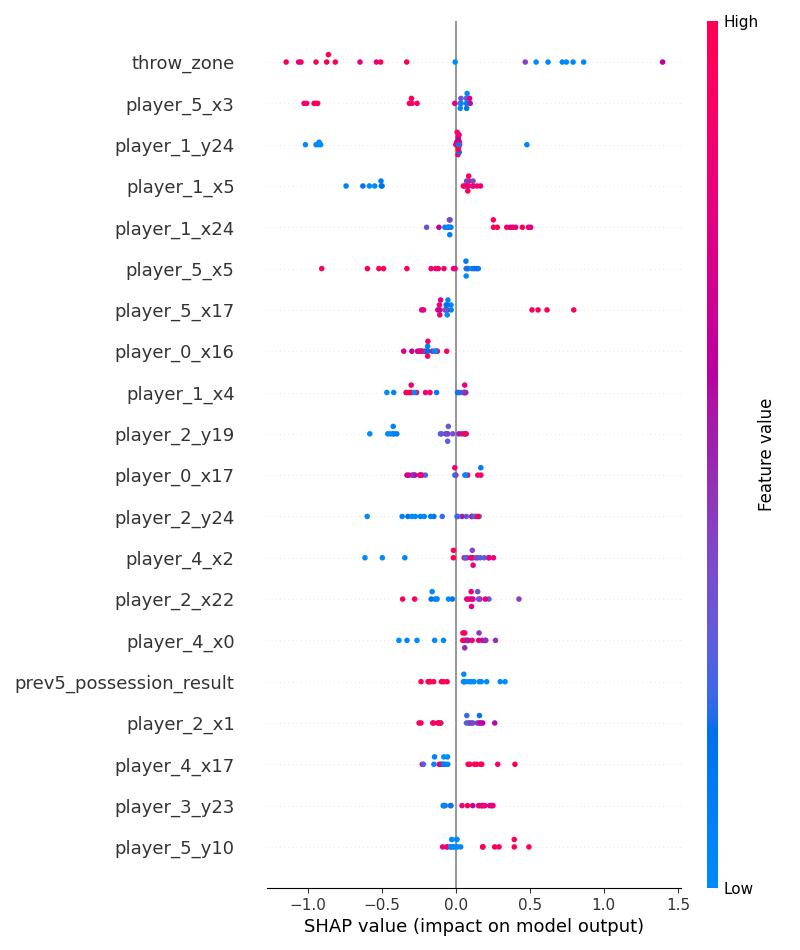 High
throw_zone
player_5_x3
player_1_y24
player_1_x5
player_1_x24
player_5_x5
player_5_x17
player_0_x16
player_1_x4
player_2_y19
player_0_x17
player_2_y24
player_4_x2
player_2_x22
player_4_x0
prev5_possession_result
player_2_x1
player_4_x17
player_3_y23
player_5_y10
Feature value
Low
−1.0 −0.5 0.0 0.5 1.0 1.5
SHAP value (impact on model output)